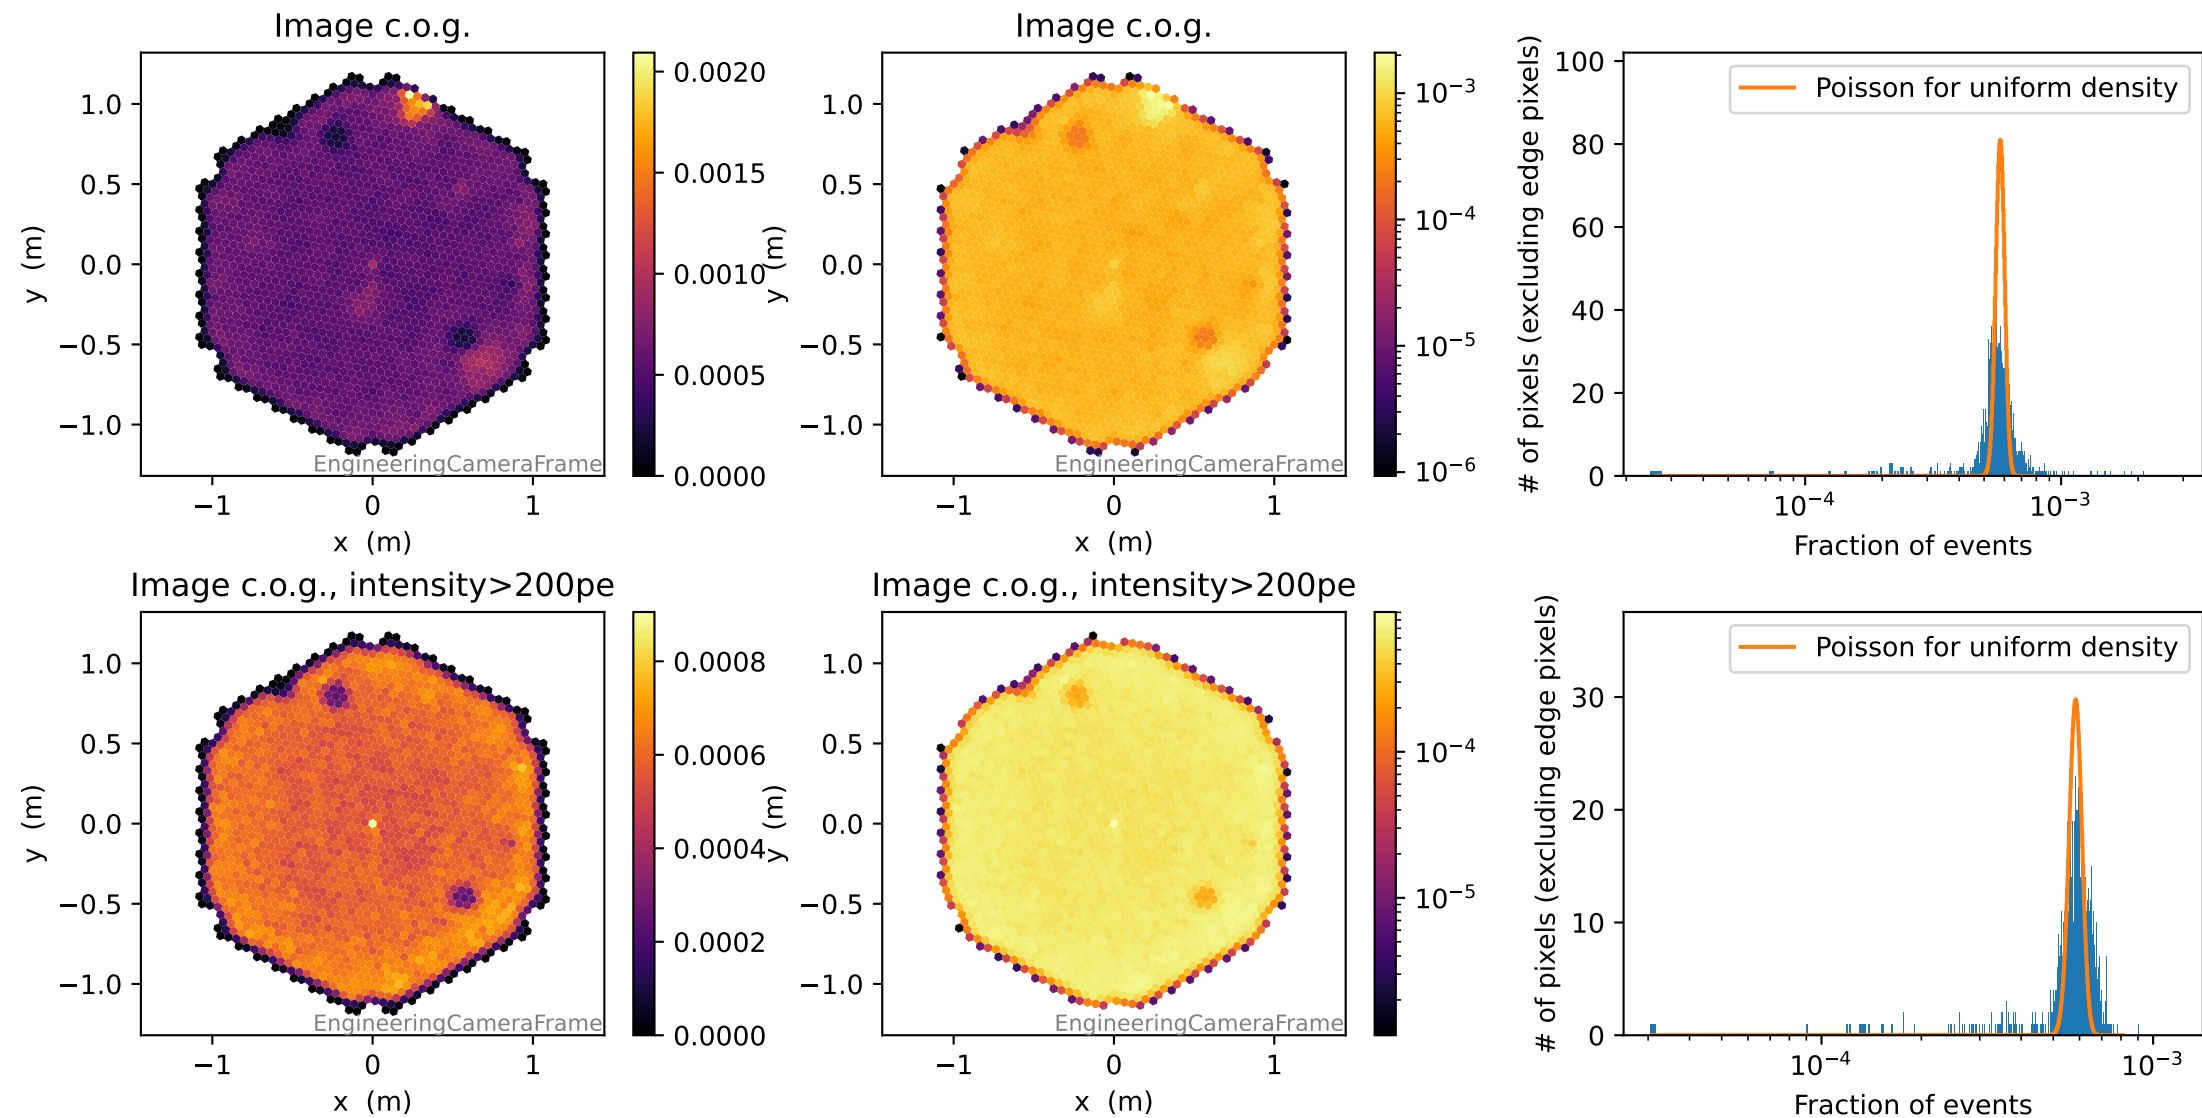 Image c.o.g.
1.0
0.5
0.0
−0.5
−1.0
y (m)
−1 0 1
x (m)
EngineeringCameraFrame
0.0020
0.0015
0.0010
0.0005
0.0000
Image c.o.g.
1.0
0.5
0.0
−0.5
−1.0
y (m)
−1 0 1
x (m)
EngineeringCameraFrame
10−3
10−4
10−5
10−6
# of pixels (excluding edge pixels)
100
80
60
40
20
0
Poisson for uniform density
10−4 10−3
Fraction of events
Image c.o.g., intensity>200pe
1.0
0.5
0.0
−0.5
−1.0
y (m)
−1 0 1
x (m)
EngineeringCameraFrame
0.0008
0.0006
0.0004
0.0002
0.0000
Image c.o.g., intensity>200pe
1.0
0.5
0.0
−0.5
−1.0
y (m)
−1 0 1
x (m)
EngineeringCameraFrame
10−4
10−5
# of pixels (excluding edge pixels)
30
20
10
0
Poisson for uniform density
10−4 10−3
Fraction of events